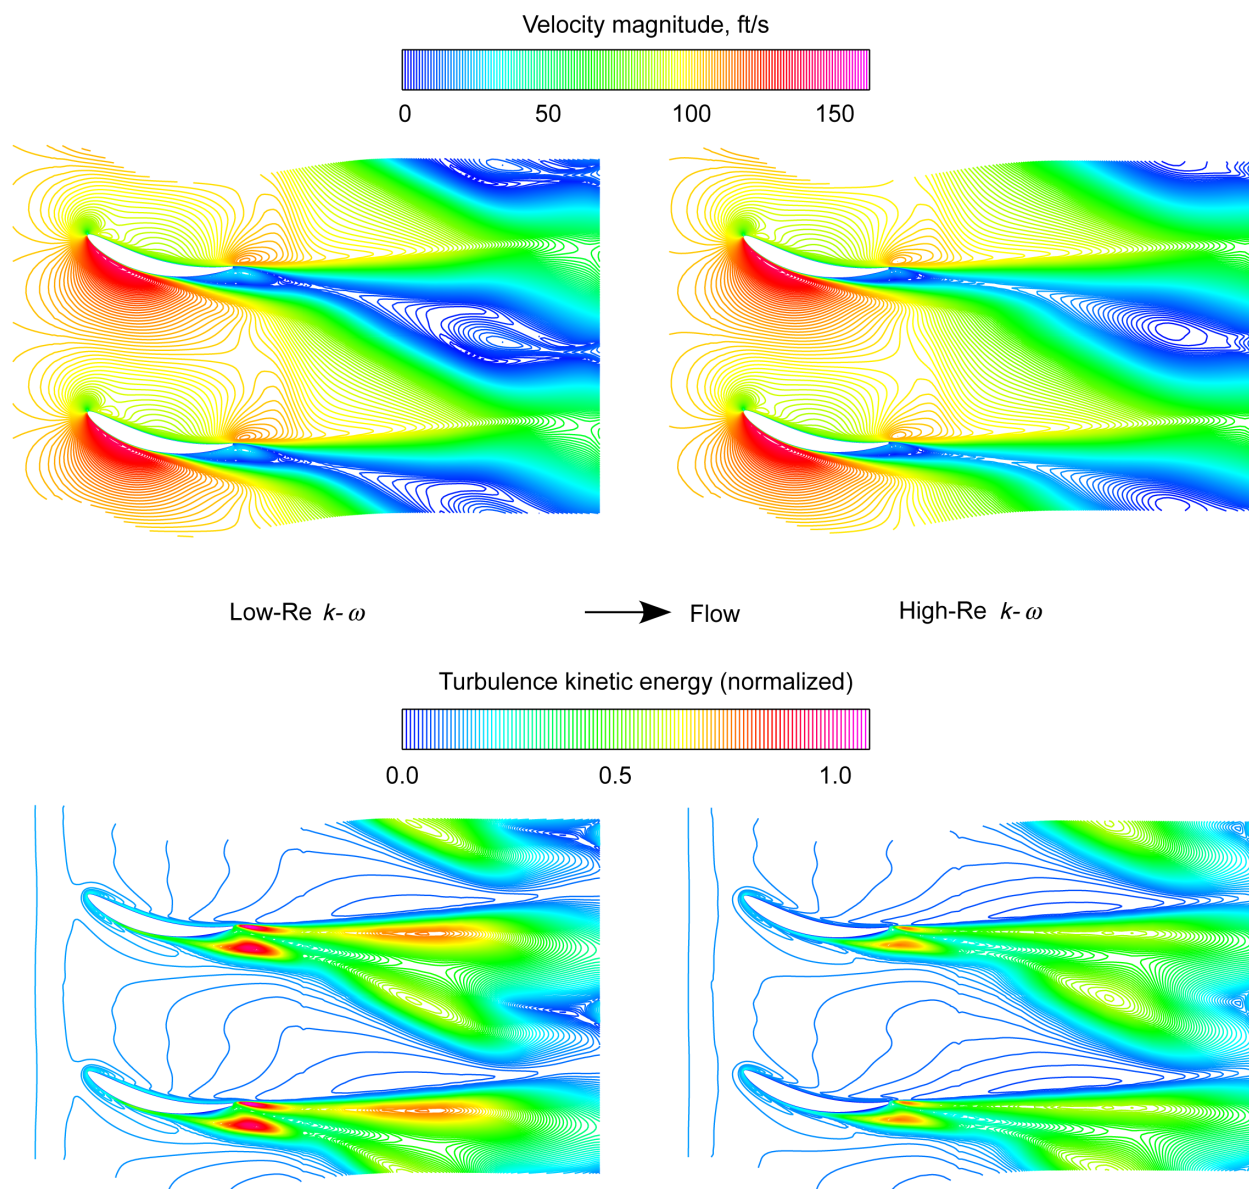 Velocity magnitude, ft/s
0 50 100 150
Low-Re k-ω Flow High-Re k-ω
Turbulence kinetic energy (normalized)
0.0 0.5 1.0